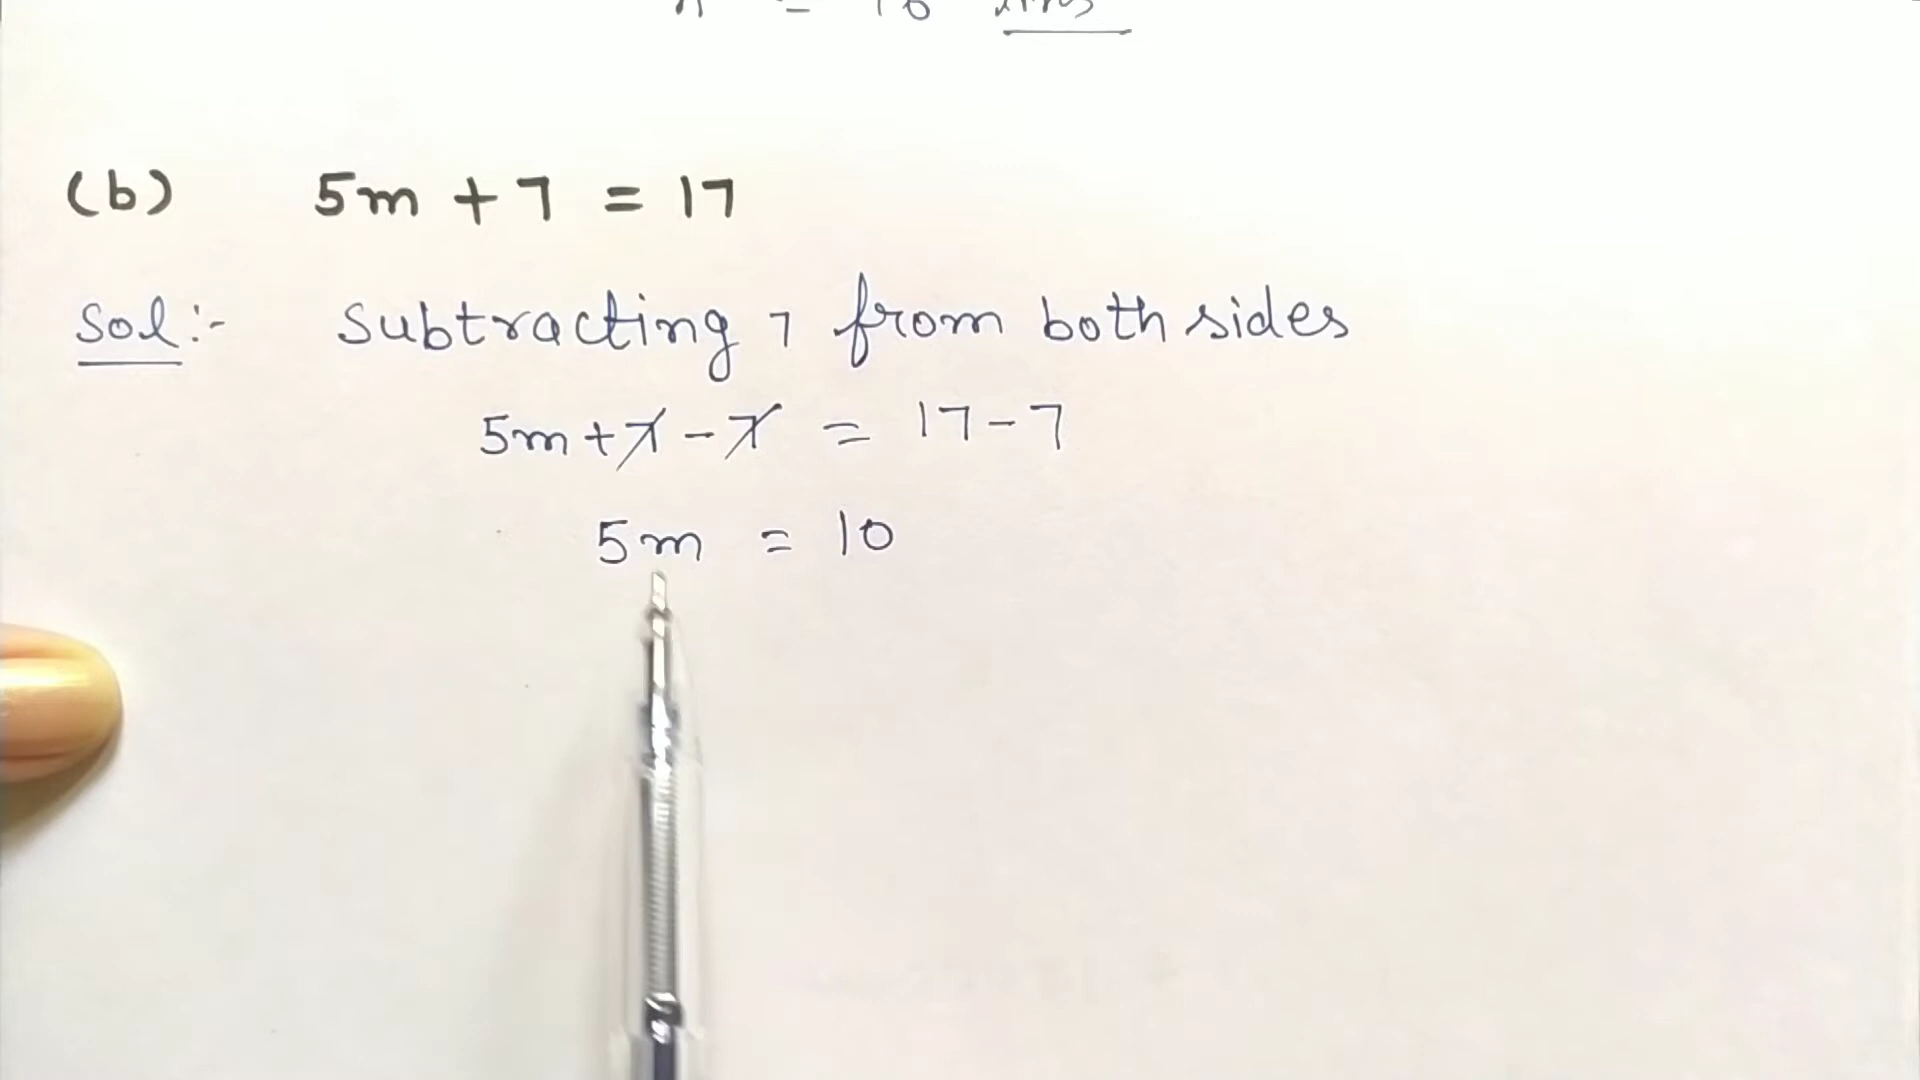 (b) 5m + 7 = 17
Sol:- Subtracting 7 from both sides
5m + 7 - 7 = 17 - 7
5m = 10